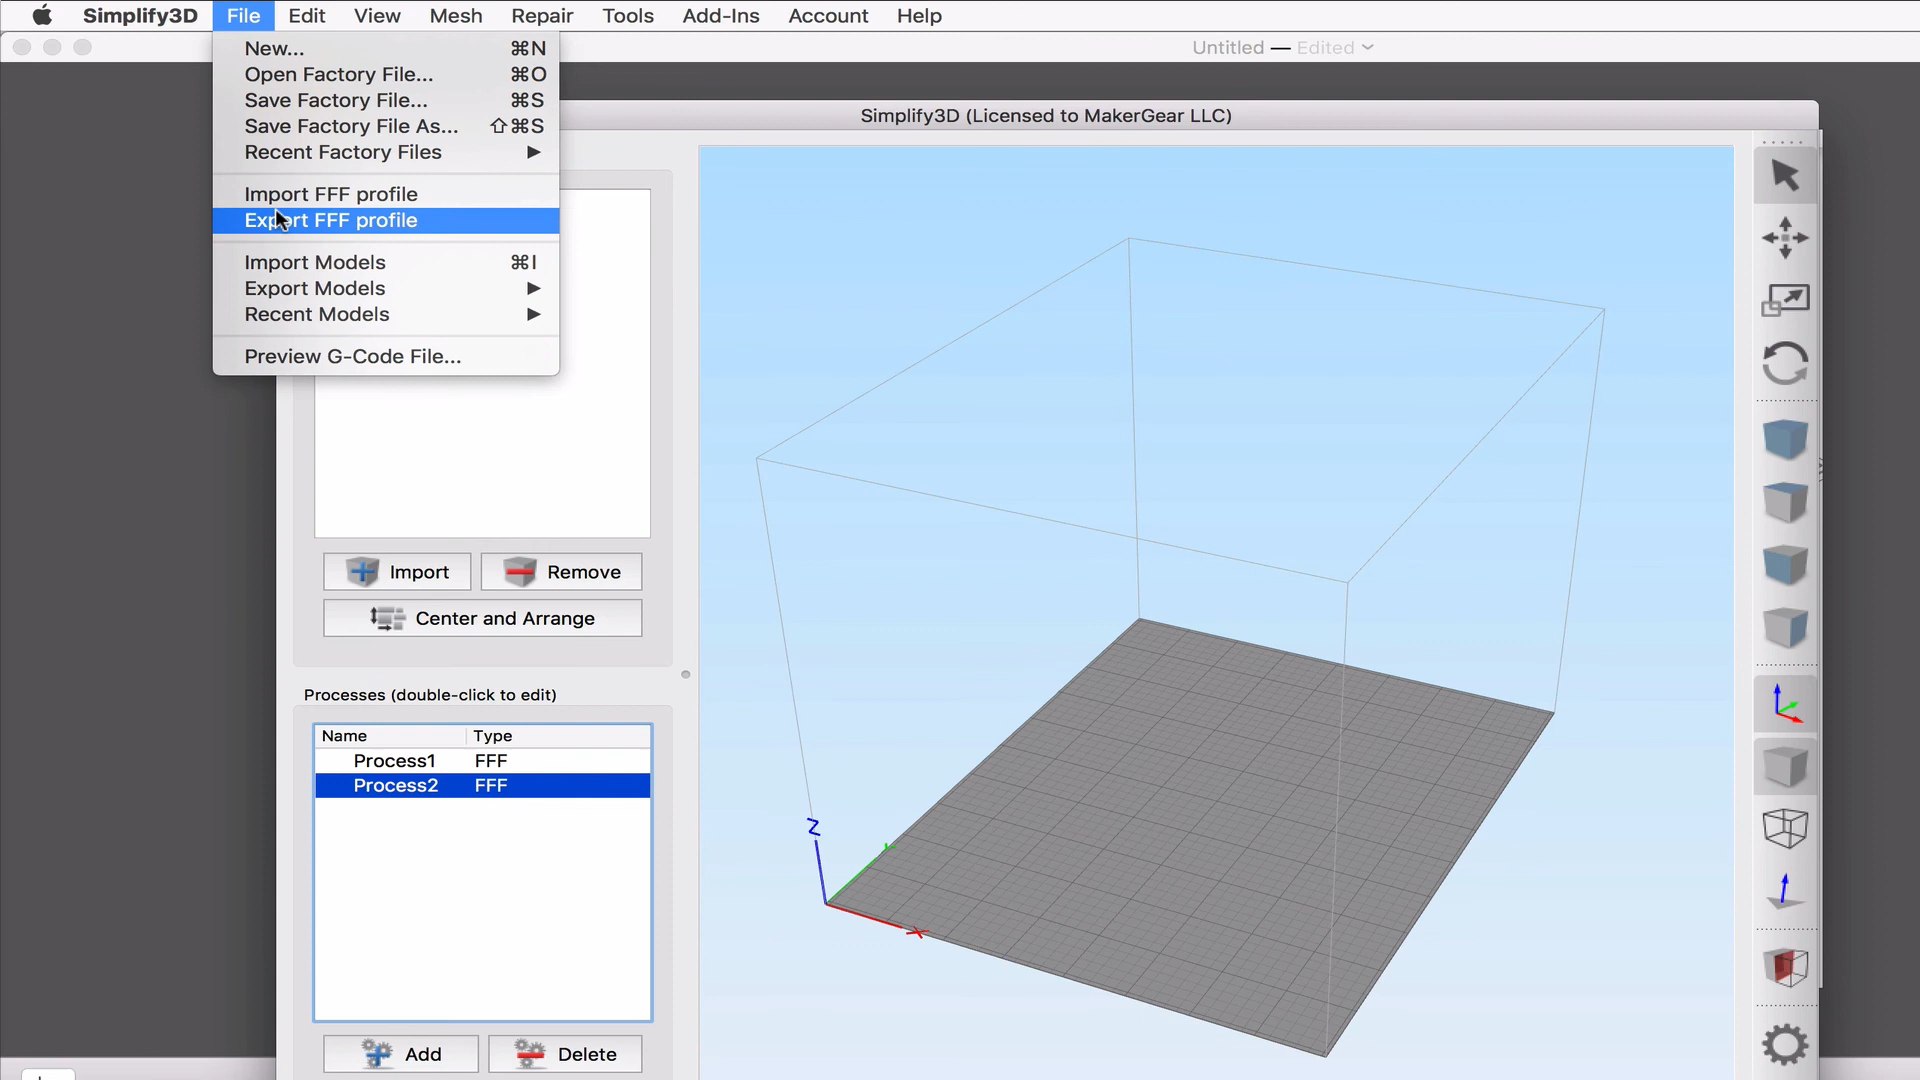 Simplify3D File Edit View Mesh Repair Tools Add-Ins Account Help
Untitled — Edited
New... ⌘N
Open Factory File... ⌘O
Save Factory File... ⌘S
Save Factory File As... ⇧⌘S
Recent Factory Files ▶
Import FFF profile
Export FFF profile
Import Models ⌘I
Export Models ▶
Recent Models ▶
Preview G-Code File...
Simplify3D (Licensed to MakerGear LLC)
Import Remove
Center and Arrange
Processes (double-click to edit)
Name Type
Process1 FFF
Process2 FFF
Add Delete
Z
Y
X